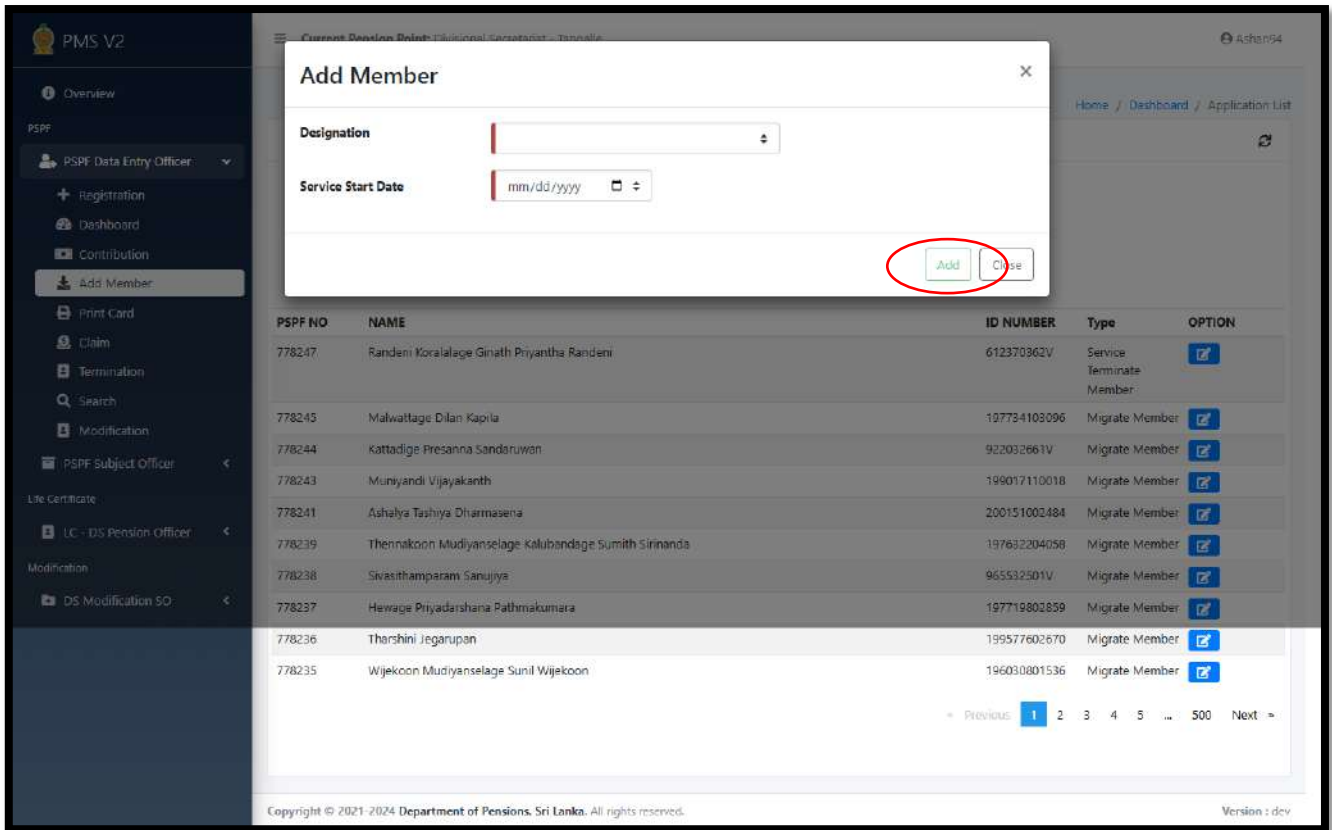 PMS V2
Current Pension Point: Divisional Secretariat - Tangalle
Ashan94
Add Member
×
Overview
Home / Dashboard / Application List
PSPF
Designation
PSPF Data Entry Officer
Service Start Date
mm/dd/yyyy
Registration
Dashboard
Contribution
Add
Close
Add Member
Print Card
PSPF NO NAME ID NUMBER Type OPTION
Claim
778247 Randeni Koralalage Ginath Priyantha Randeni 612370362V Service
Terminate
Member
Termination
Search
778245 Malwattage Dilan Kapila 197734103096 Migrate Member
Modification
778244 Kattadige Presanna Sandaruwan 922032661V Migrate Member
PSPF Subject Officer
778243 Muniyandi Vijayakanth 199017110018 Migrate Member
Life Certificate
778241 Ashalya Tashiya Dharmasena 200151002484 Migrate Member
LC - DS Pension Officer
778239 Thennakoon Mudiyanselage Kalubandage Sumith Sirinanda 197632204058 Migrate Member
Modification
778238 Sivasithamparam Sanujiya 965532501V Migrate Member
DS Modification SO
778237 Hewage Priyadarshana Pathmakumara 197719802859 Migrate Member
778236 Tharshini Jegarupan 199577602670 Migrate Member
778235 Wijekoon Mudiyanselage Sunil Wijekoon 196030801536 Migrate Member
« Previous 1 2 3 4 5 ... 500 Next »
Copyright © 2021-2024 Department of Pensions, Sri Lanka. All rights reserved.
Version : dev